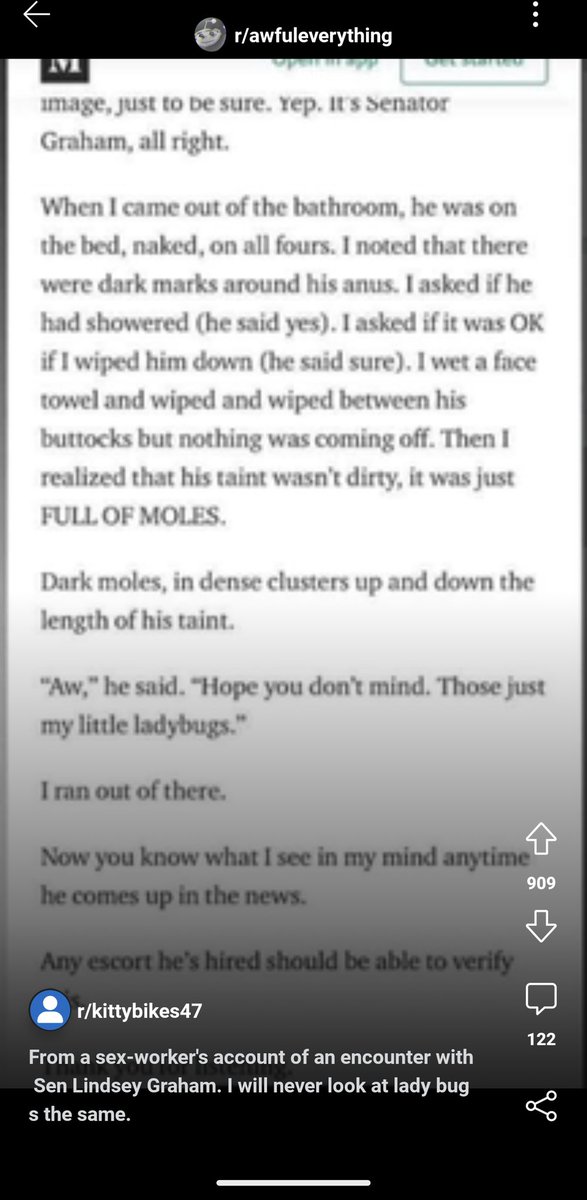 r/awfuleverything
Open in app Get started
image, just to be sure. Yep. It's Senator
Graham, all right.
When I came out of the bathroom, he was on
the bed, naked, on all fours. I noted that there
were dark marks around his anus. I asked if he
had showered (he said yes). I asked if it was OK
if I wiped him down (he said sure). I wet a face
towel and wiped and wiped between his
buttocks but nothing was coming off. Then I
realized that his taint wasn't dirty, it was just
FULL OF MOLES.
Dark moles, in dense clusters up and down the
length of his taint.
“Aw,” he said. “Hope you don't mind. Those just
my little ladybugs.”
I ran out of there.
Now you know what I see in my mind anytime
he comes up in the news.
909
Any escort he's hired should be able to verify
r/kittybikes47
122
From a sex-worker's account of an encounter with
Sen Lindsey Graham. I will never look at lady bug
s the same.